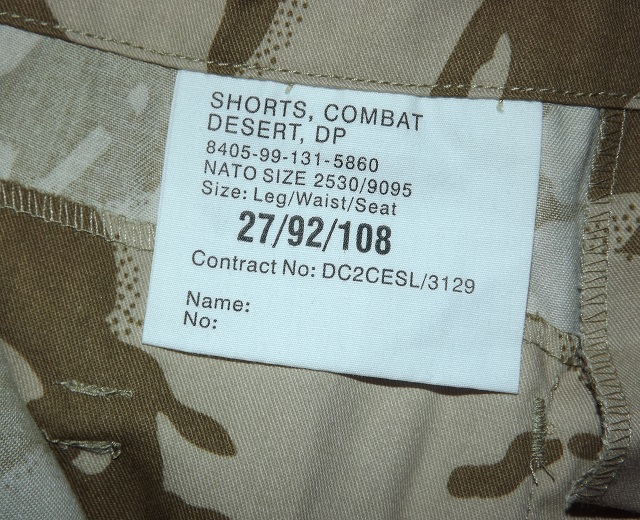 SHORTS, COMBAT
DESERT, DP
8405-99-131-5860
NATO SIZE 2530/9095
Size: Leg/Waist/Seat
27/92/108
Contract No: DC2CESL/3129
Name:
No: